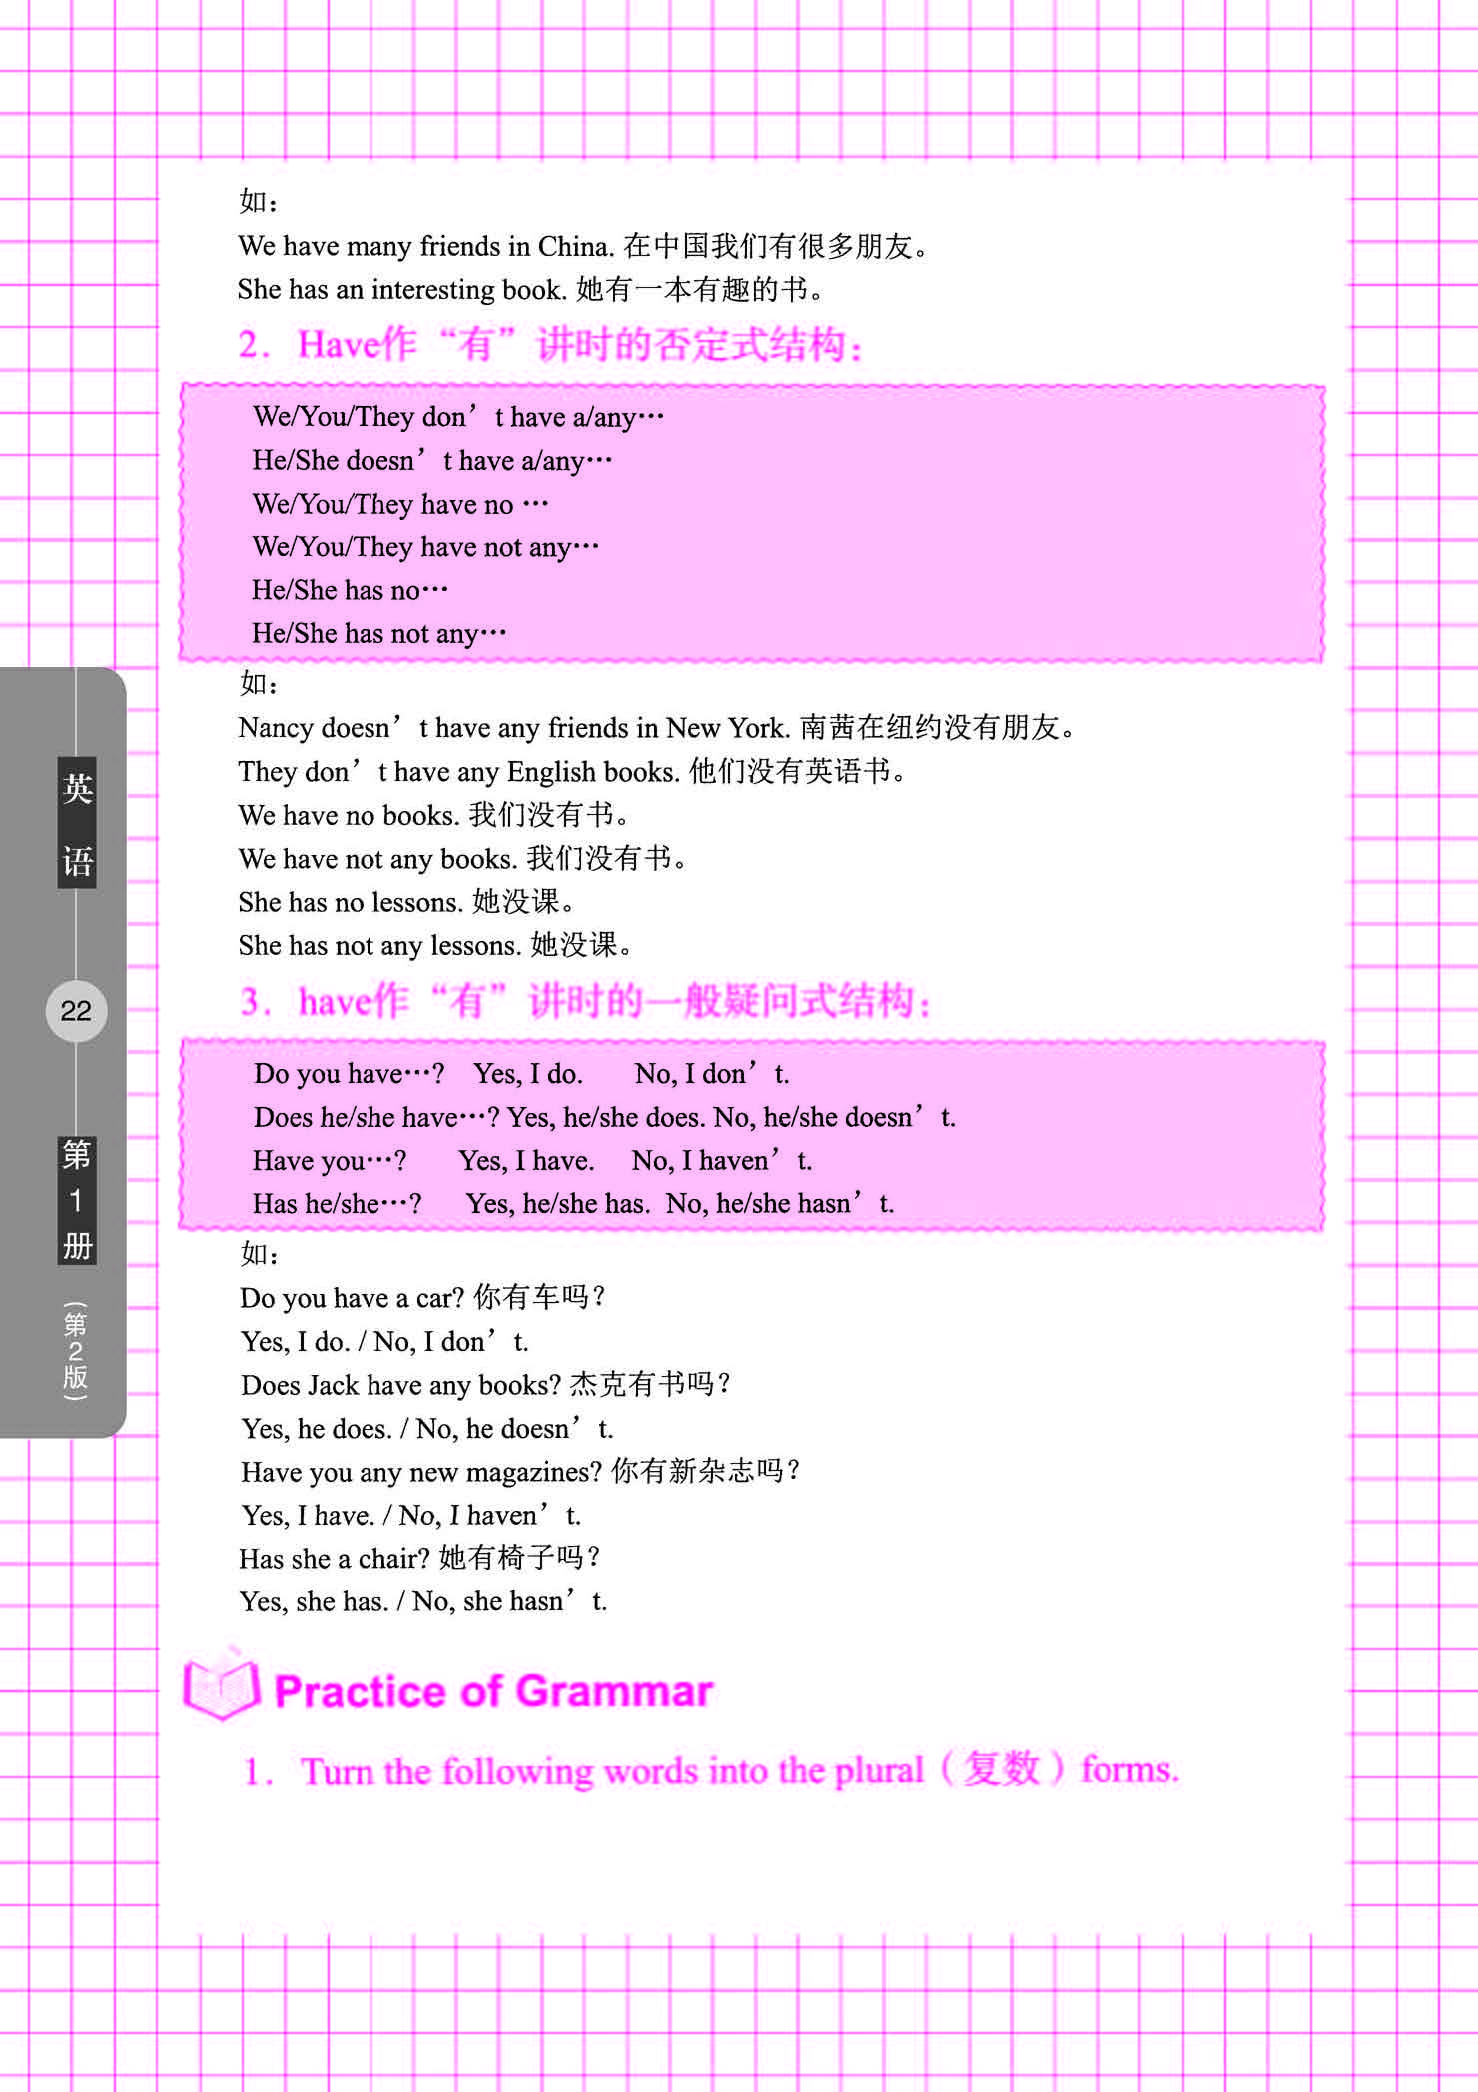 如：
We have many friends in China. 在中国我们有很多朋友。
She has an interesting book. 她有一本有趣的书。
2. Have作“有”讲时的否定式结构：
We/You/They don’t have a/any…
He/She doesn’t have a/any…
We/You/They have no …
We/You/They have not any…
He/She has no…
He/She has not any…
如：
Nancy doesn’t have any friends in New York. 南茜在纽约没有朋友。
They don’t have any English books. 他们没有英语书。
We have no books. 我们没有书。
We have not any books. 我们没有书。
She has no lessons. 她没课。
She has not any lessons. 她没课。
3. have作“有”讲时的一般疑问式结构：
Do you have…? Yes, I do. No, I don’t.
Does he/she have…? Yes, he/she does. No, he/she doesn’t.
Have you…? Yes, I have. No, I haven’t.
Has he/she…? Yes, he/she has. No, he/she hasn’t.
如：
Do you have a car? 你有车吗？
Yes, I do. / No, I don’t.
Does Jack have any books? 杰克有书吗？
Yes, he does. / No, he doesn’t.
Have you any new magazines? 你有新杂志吗？
Yes, I have. / No, I haven’t.
Has she a chair? 她有椅子吗？
Yes, she has. / No, she hasn’t.
Practice of Grammar
1. Turn the following words into the plural（复数）forms.
英语
22
第1册
（第2版）